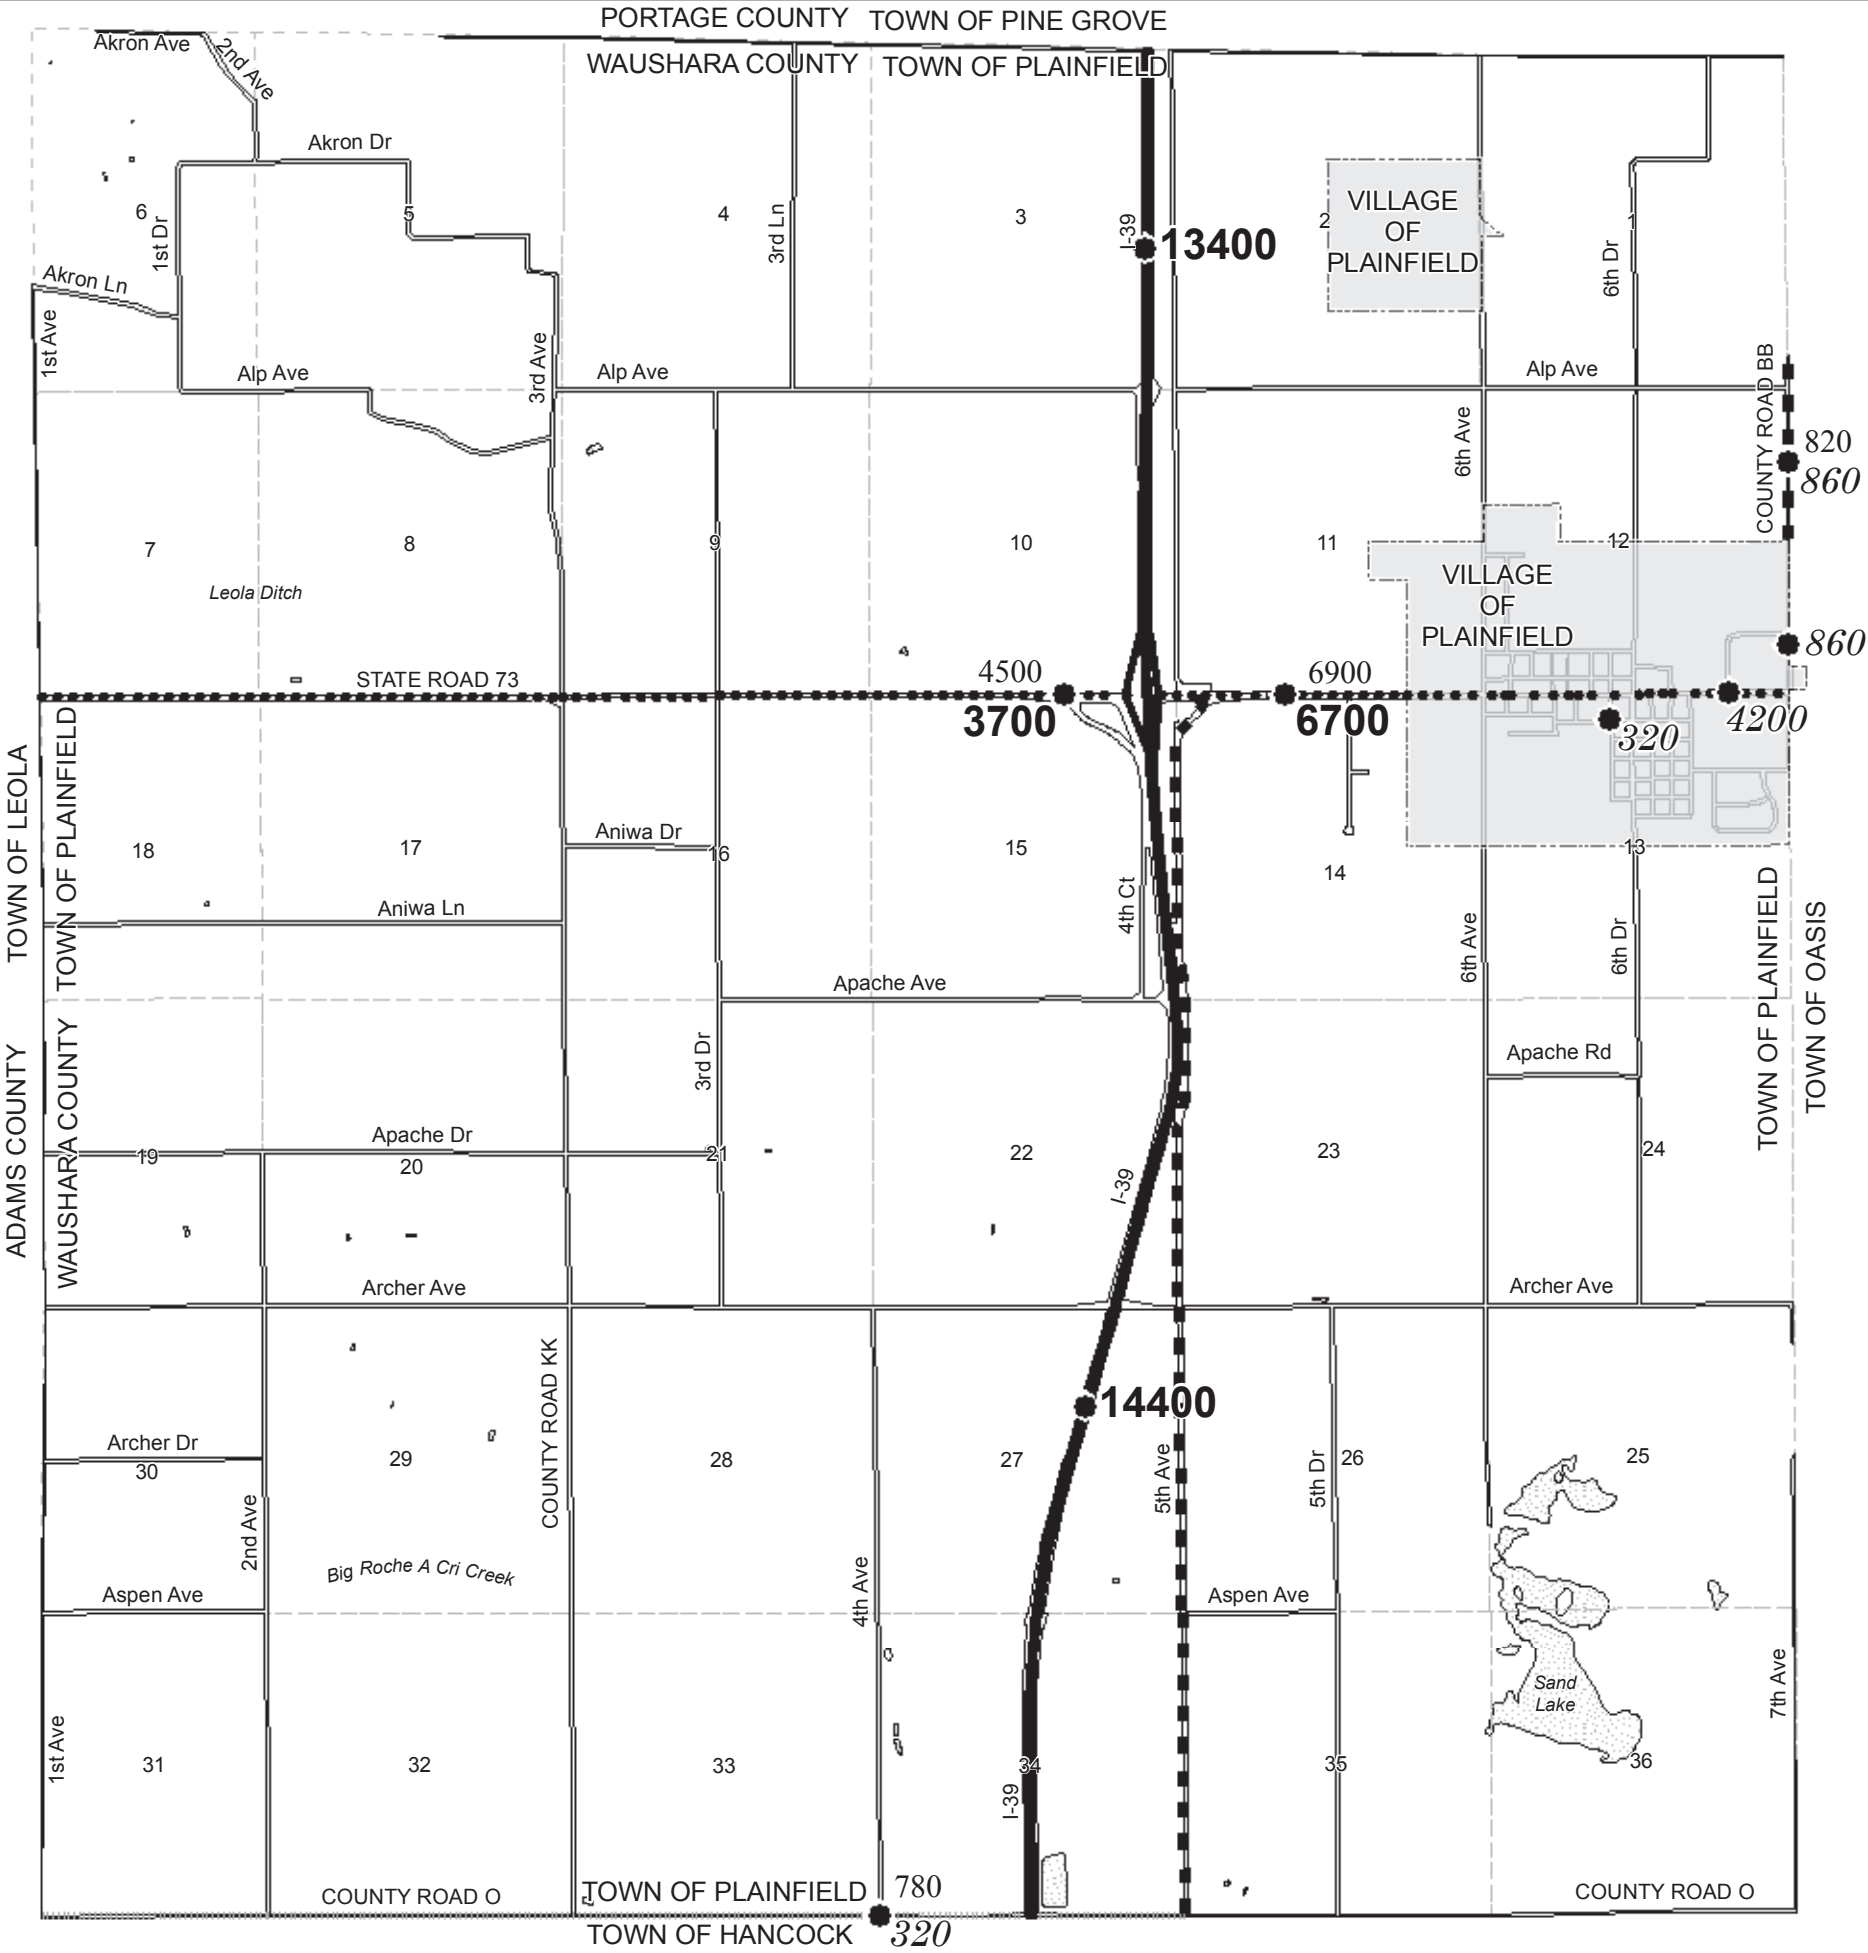 PORTAGE COUNTY TOWN OF PINE GROVE
WAUSHARA COUNTY TOWN OF PLAINFIELD
Akron Ave
2nd Ave
Akron Dr
6
1st Dr
5
4
3rd Ln
3
I-39
13400
2
VILLAGE
OF
PLAINFIELD
1
6th Dr
Akron Ln
1st Ave
Alp Ave
3rd Ave
Alp Ave
Alp Ave
6th Ave
COUNTY ROAD BB
820
860
7
8
9
10
11
12
Leola Ditch
VILLAGE
OF
PLAINFIELD
860
STATE ROAD 73
4500
3700
6900
6700
320
4200
TOWN OF LEOLA
TOWN OF PLAINFIELD
18
17
Aniwa Dr
16
15
14
13
Aniwa Ln
4th Ct
6th Ave
6th Dr
TOWN OF PLAINFIELD
TOWN OF OASIS
Apache Ave
ADAMS COUNTY
WAUSHARA COUNTY
3rd Dr
Apache Rd
Apache Dr
19
20
21
22
I-39
23
24
Archer Ave
Archer Ave
COUNTY ROAD KK
14400
Archer Dr
30
29
28
27
5th Ave
5th Dr
26
25
2nd Ave
Big Roche A Cri Creek
4th Ave
Aspen Ave
Aspen Ave
Sand
Lake
7th Ave
1st Ave
31
32
33
34
I-39
35
36
COUNTY ROAD O
TOWN OF PLAINFIELD
780
COUNTY ROAD O
TOWN OF HANCOCK
320